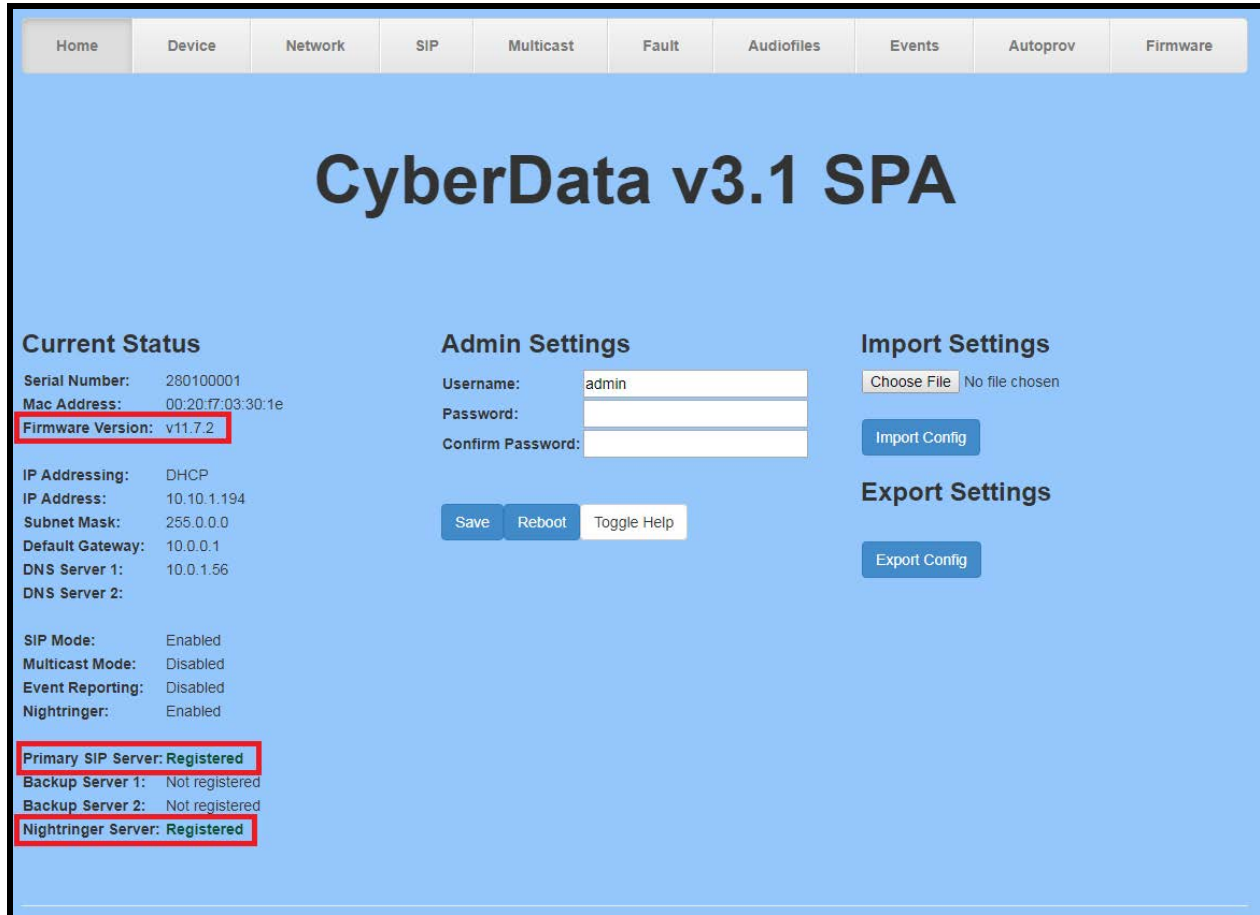 Home Device Network SIP Multicast Fault Audiofiles Events Autoprov Firmware
CyberData v3.1 SPA
Current Status
Serial Number: 280100001
Mac Address: 00:20:f7:03:30:1e
Firmware Version: v11.7.2
IP Addressing: DHCP
IP Address: 10.10.1.194
Subnet Mask: 255.0.0.0
Default Gateway: 10.0.0.1
DNS Server 1: 10.0.1.56
DNS Server 2:
SIP Mode: Enabled
Multicast Mode: Disabled
Event Reporting: Disabled
Nightringer: Enabled
Primary SIP Server: Registered
Backup Server 1: Not registered
Backup Server 2: Not registered
Nightringer Server: Registered
Admin Settings
Username: admin
Password:
Confirm Password:
Save Reboot Toggle Help
Import Settings
Choose File No file chosen
Import Config
Export Settings
Export Config